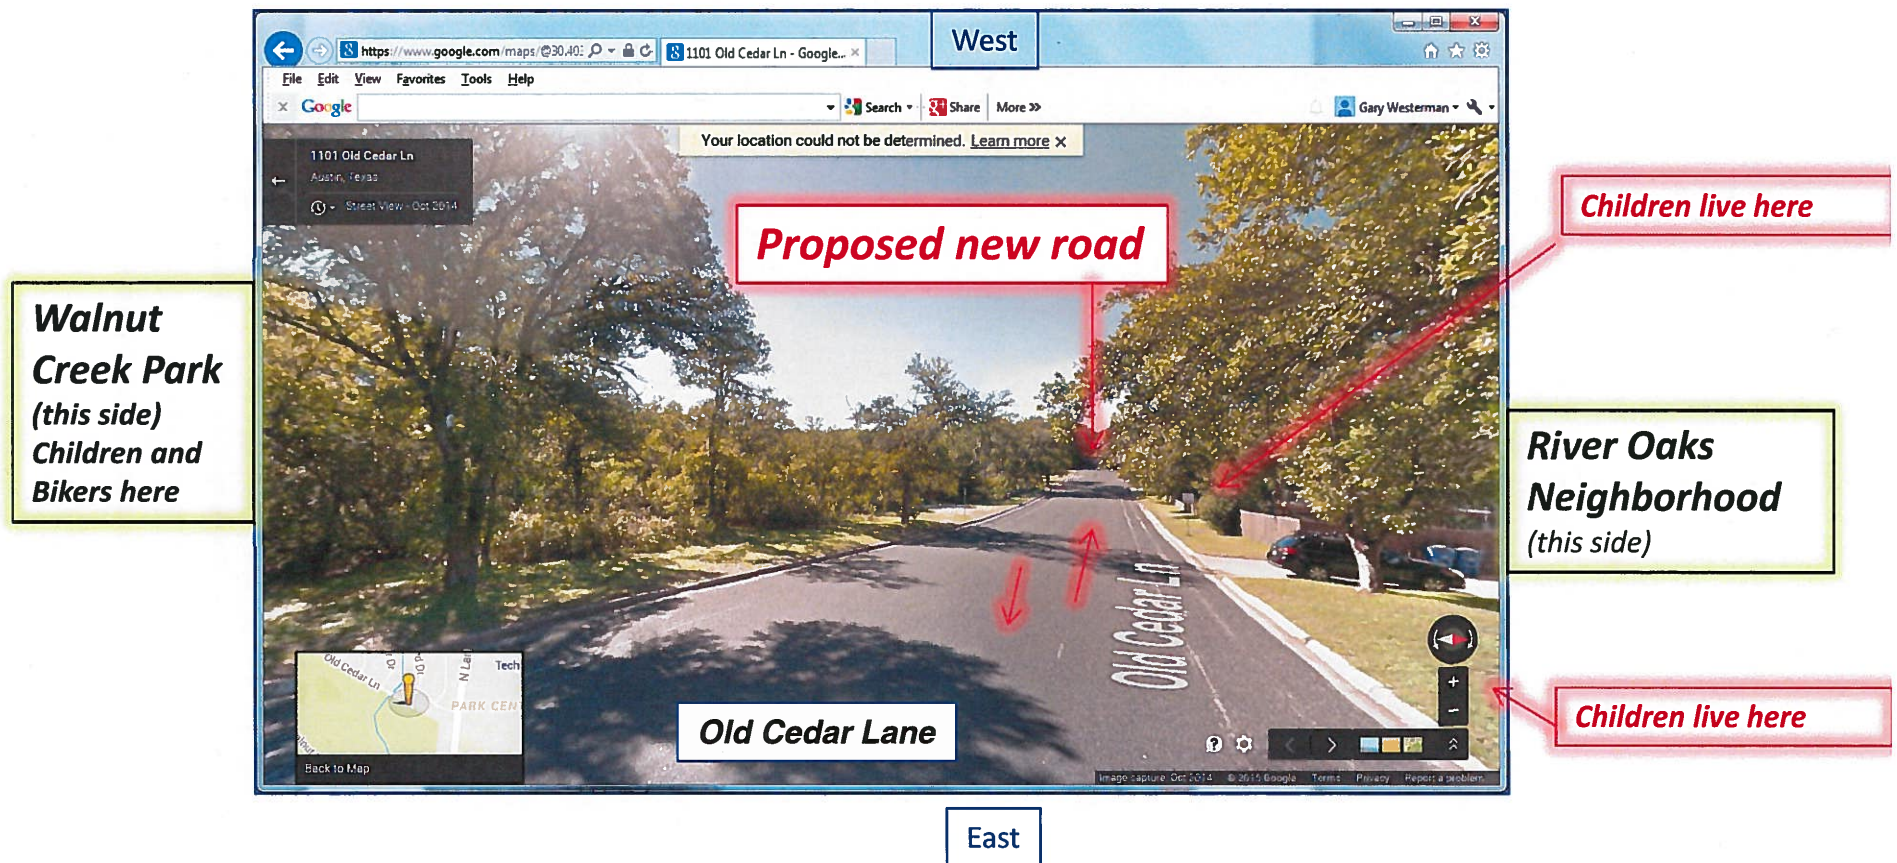 West
https://www.google.com/maps/@30.40
1101 Old Cedar Ln - Google...
File Edit View Favorites Tools Help
Google
Search
Share
More »
Gary Westerman
Your location could not be determined. Learn more
1101 Old Cedar Ln
Austin, Texas
Street View - Oct 2014
Proposed new road
Children live here
Walnut
Creek Park
(this side)
Children and
Bikers here
River Oaks
Neighborhood
(this side)
Old Cedar Ln
Old Cedar Ln
N La
Tech
PARK CEN
Back to Map
Old Cedar Lane
Children live here
Image capture: Oct 2014 © 2015 Google Terms Privacy Report a problem
East